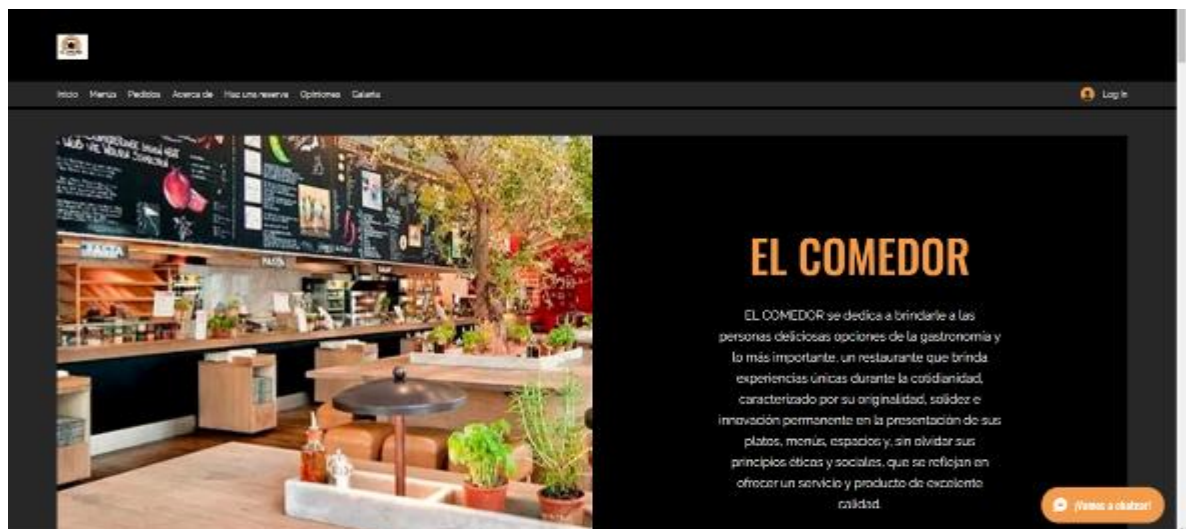 Inicio Menús Pedidos Acerca de Haz una reserva Opiniones Galería
Log In
PASTA
PASTA
EL COMEDOR
EL COMEDOR se dedica a brindarle a las
personas deliciosas opciones de la gastronomía y
lo más importante, un restaurante que brinda
experiencias únicas durante la cotidianidad,
caracterizado por su originalidad, solidez e
innovación permanente en la presentación de sus
platos, menús, espacios y, sin olvidar sus
principios éticos y sociales, que se reflejan en
ofrecer un servicio y producto de excelente
calidad.
¡Vamos a chatear!